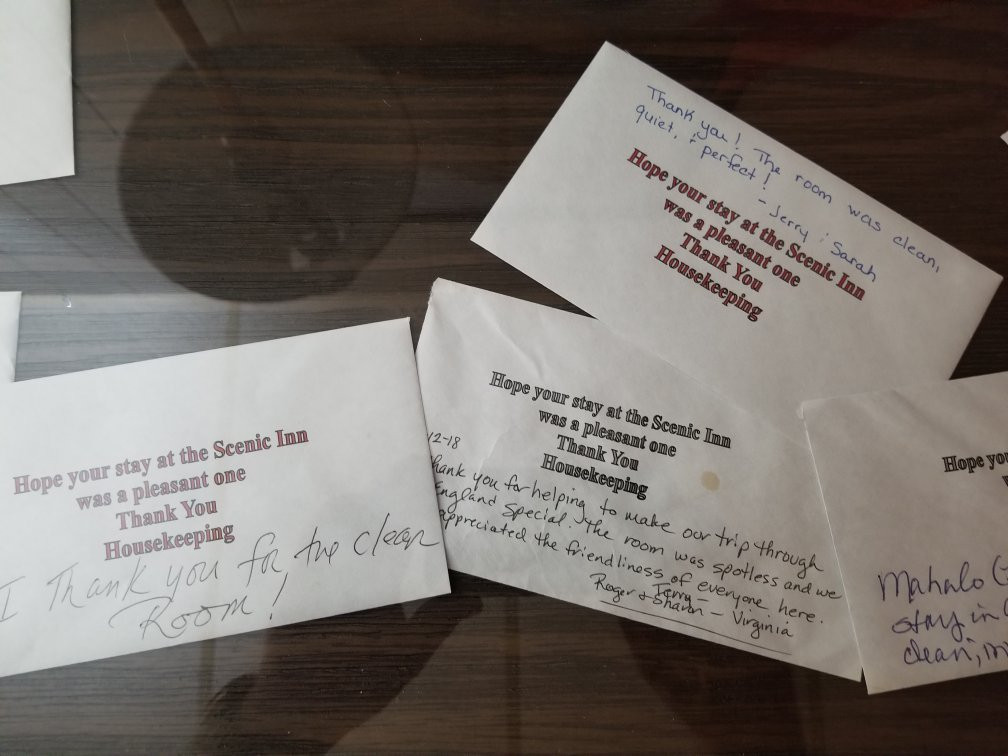 Thank you! The room was clean,
quiet, & perfect!
- Jerry & Sarah
Hope your stay at the Scenic Inn
was a pleasant one
Thank You
Housekeeping
Hope your stay at the Scenic Inn
was a pleasant one
Thank You
Housekeeping
I Thank you for the clean
Room!
Hope your stay at the Scenic Inn
was a pleasant one
Thank You
Housekeeping
12-18
hank you for helping to make our trip through
England Special. The room was spotless and we
appreciated the friendliness of everyone here.
Terry
Roger & Sharon - Virginia
Hope you
Mahalo
stay in
clean, m